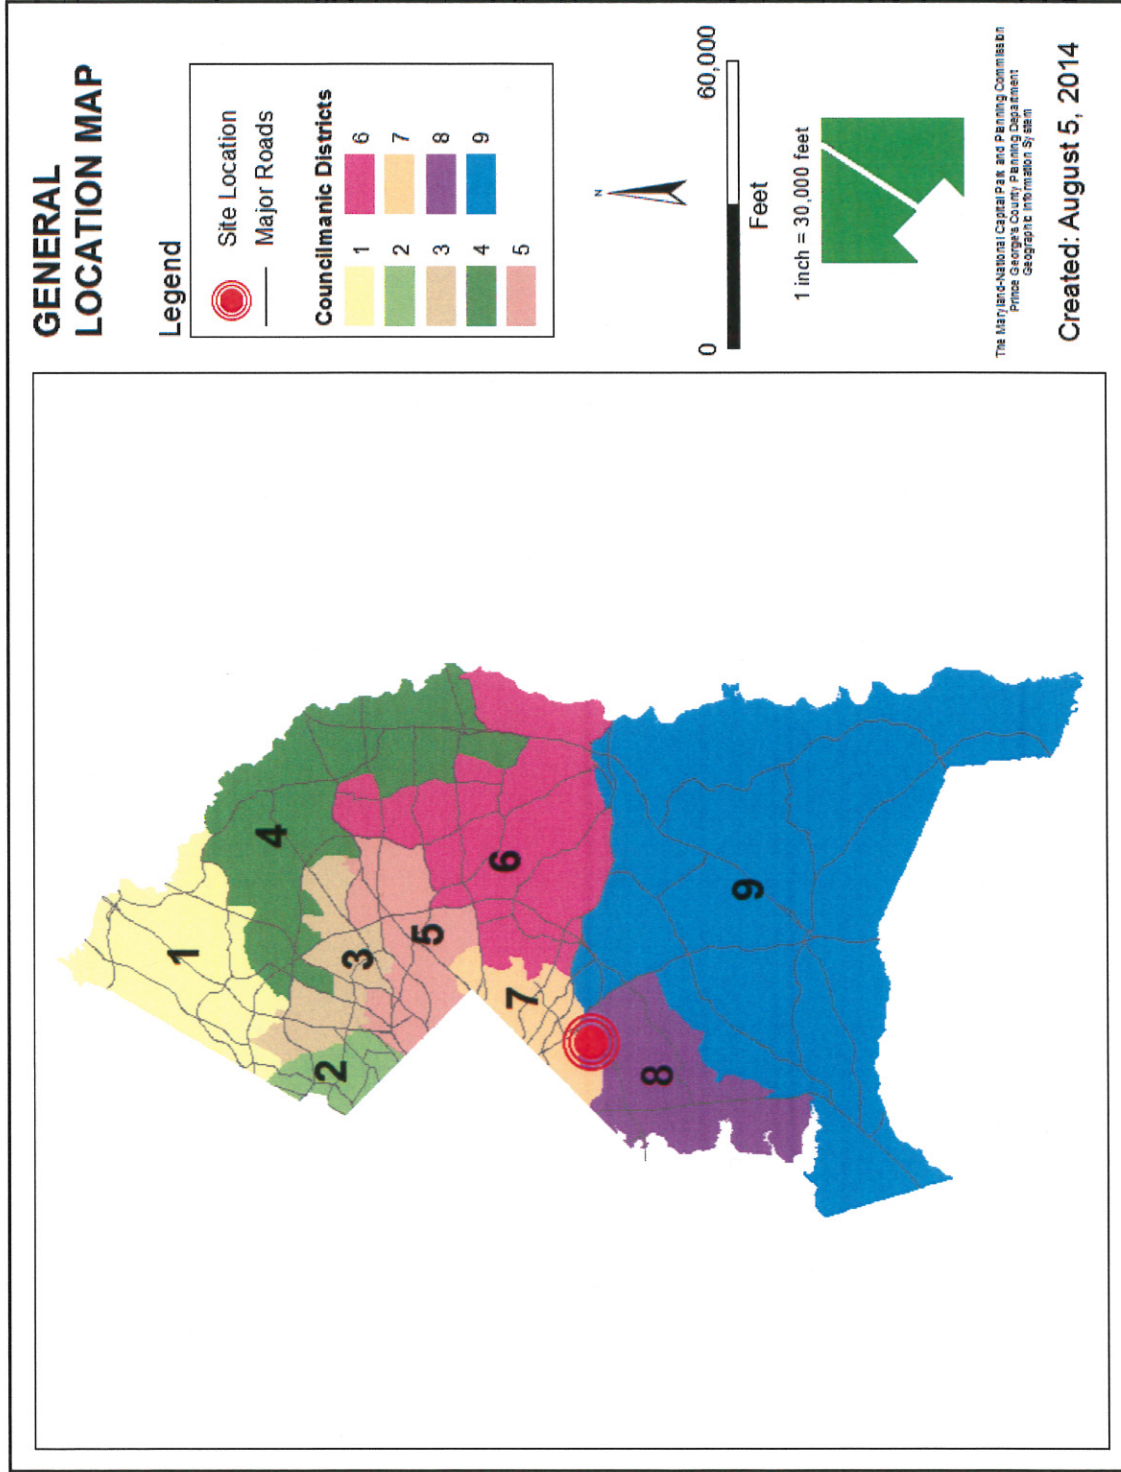 GENERAL
LOCATION MAP
Legend
Site Location
Major Roads
Councilmanic Districts
1
6
2
7
3
8
4
9
5
N
0
60,000
Feet
1 inch = 30,000 feet
The Maryland-National Capital Park and Planning Commission
Prince George's County Planning Department
Geographic Information System
Created: August 5, 2014
1
2
3
4
5
6
7
8
9